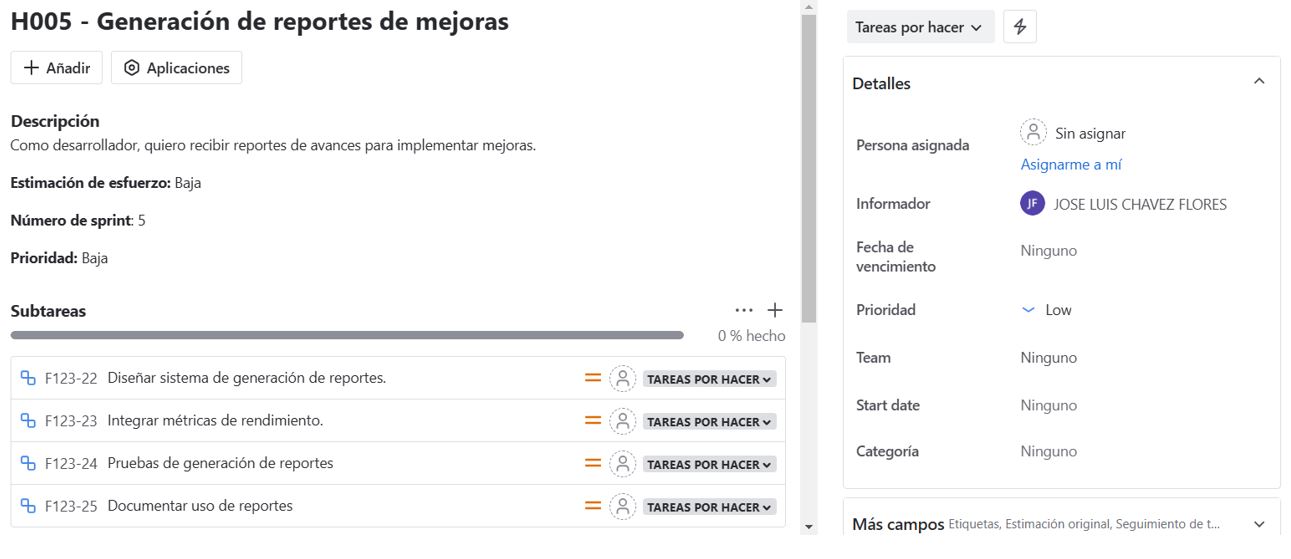 H005 - Generación de reportes de mejoras
Añadir
Aplicaciones
Descripción
Como desarrollador, quiero recibir reportes de avances para implementar mejoras.
Estimación de esfuerzo: Baja
Número de sprint: 5
Prioridad: Baja
Subtareas
0 % hecho
F123-22 Diseñar sistema de generación de reportes. TAREAS POR HACER
F123-23 Integrar métricas de rendimiento. TAREAS POR HACER
F123-24 Pruebas de generación de reportes TAREAS POR HACER
F123-25 Documentar uso de reportes TAREAS POR HACER
Tareas por hacer
Detalles
Persona asignada Sin asignar
Asignarme a mí
Informador JF JOSE LUIS CHAVEZ FLORES
Fecha de
vencimiento Ninguno
Prioridad Low
Team Ninguno
Start date Ninguno
Categoría Ninguno
Más campos Etiquetas, Estimación original, Seguimiento de t...